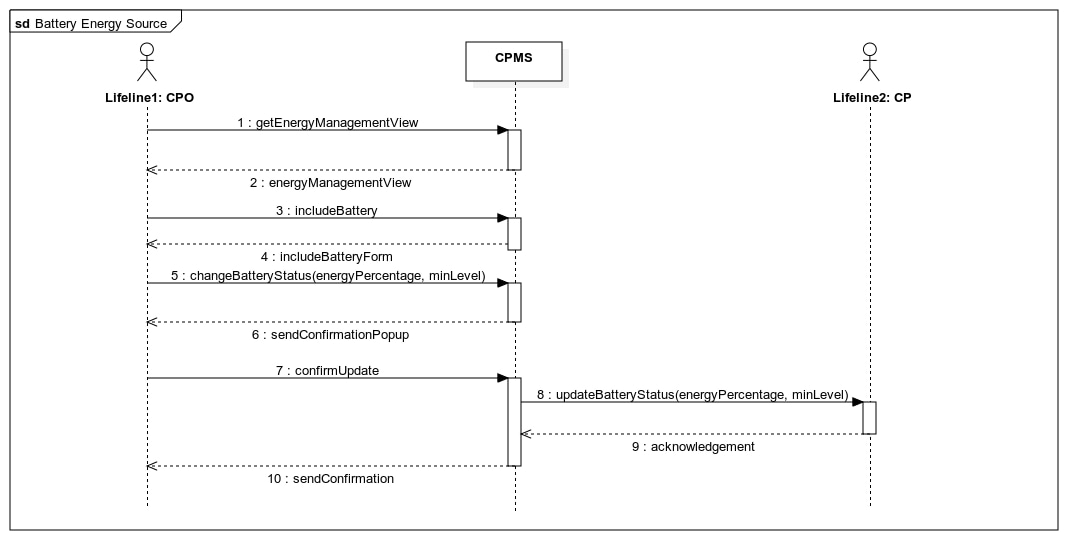 sd Battery Energy Source
CPMS
Lifeline1: CPO
Lifeline2: CP
1 : getEnergyManagementView
2 : energyManagementView
3 : includeBattery
4 : includeBatteryForm
5 : changeBatteryStatus(energyPercentage, minLevel)
6 : sendConfirmationPopup
7 : confirmUpdate
8 : updateBatteryStatus(energyPercentage, minLevel)
9 : acknowledgement
10 : sendConfirmation